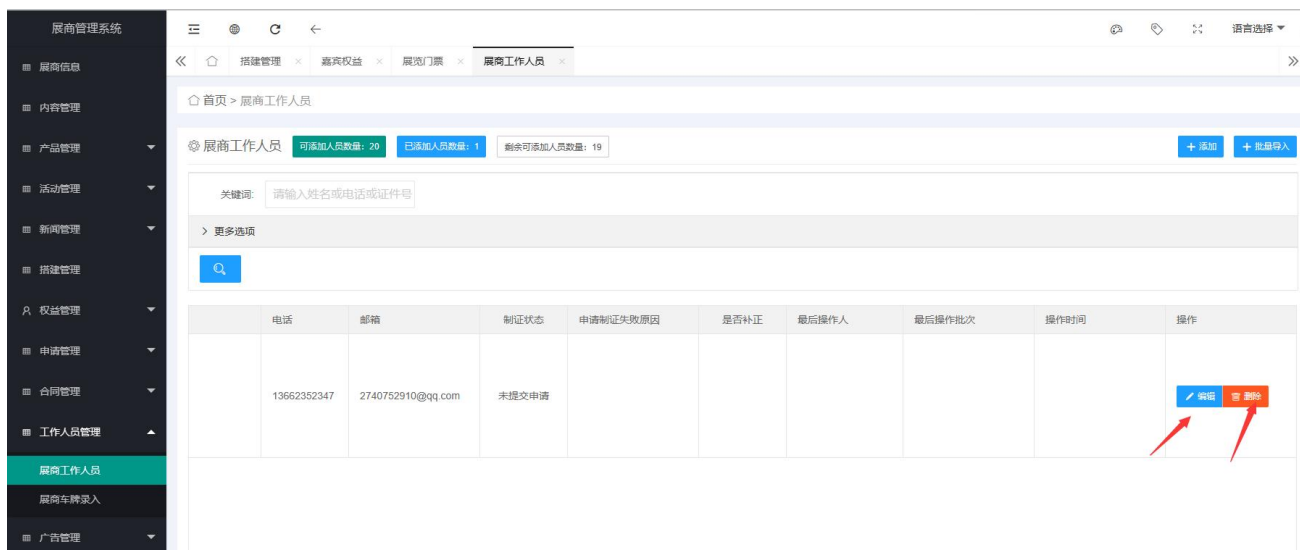 展商管理系统
语言选择
搭建管理 × 嘉宾权益 × 展览门票 × 展商工作人员 ×
首页 > 展商工作人员
展商工作人员 可添加人员数量: 20 已添加人员数量: 1 剩余可添加人员数量: 19 + 添加 + 批量导入
关键词: 请输入姓名或电话或证件号
> 更多选项
电话 邮箱 制证状态 申请制证失败原因 是否补正 最后操作人 最后操作批次 操作时间 操作
13662352347 2740752910@qq.com 未提交申请 编辑 删除
展商信息
内容管理
产品管理
活动管理
新闻管理
搭建管理
权益管理
申请管理
合同管理
工作人员管理
展商工作人员
展商车牌录入
广告管理